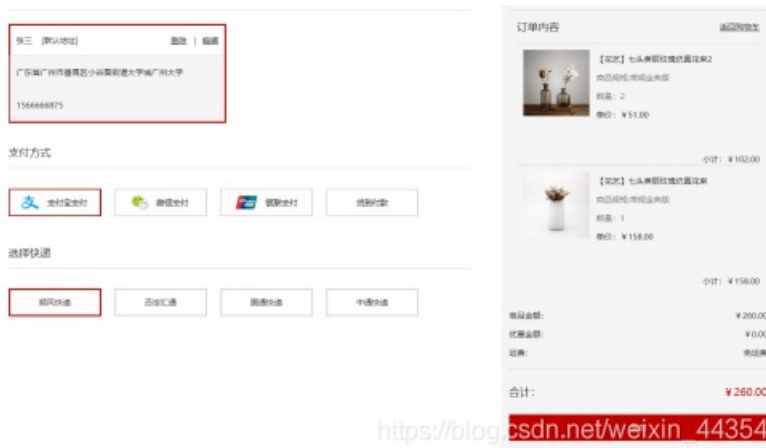 张三 [默认地址] 删除 | 编辑
广东省广州市番禺区小谷围街道大学城广州大学
1566666875
支付方式
支付宝支付 微信支付 银联支付 货到付款
选择快递
顺风快递 百世汇通 圆通快递 中通快递
订单内容 返回购物车
【花艺】七头美丽玫瑰仿真花束2
商品规格:常规金典版
数量: 2
单价: ¥51.00
小计: ¥102.00
【花艺】七头美丽玫瑰仿真花束
商品规格:常规金典版
数量: 1
单价: ¥158.00
小计: ¥158.00
商品金额: ¥260.00
优惠金额: ¥0.00
运费: 免运费
合计: ¥260.00
https://blog.csdn.net/weixin_44354